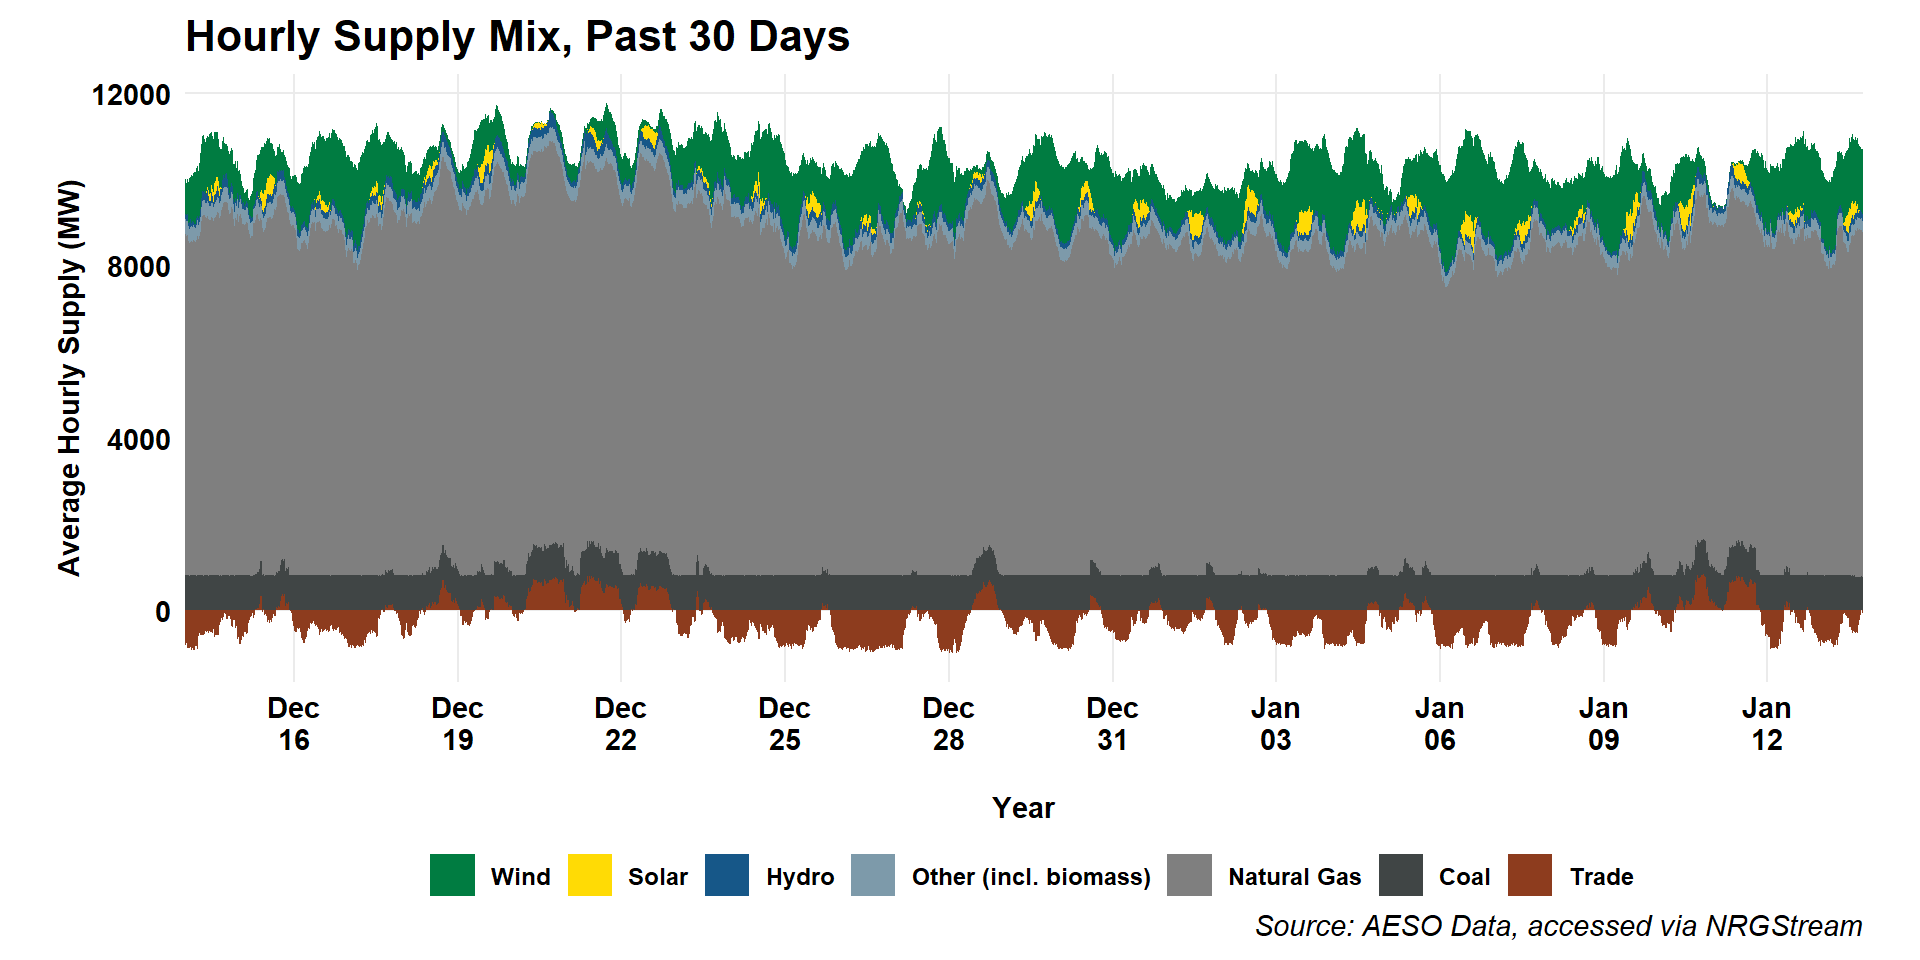 Hourly Supply Mix, Past 30 Days
Average Hourly Supply (MW)
12000
8000
4000
0
Dec 16
Dec 19
Dec 22
Dec 25
Dec 28
Dec 31
Jan 03
Jan 06
Jan 09
Jan 12
Year
Wind Solar Hydro Other (incl. biomass) Natural Gas Coal Trade
Source: AESO Data, accessed via NRGStream